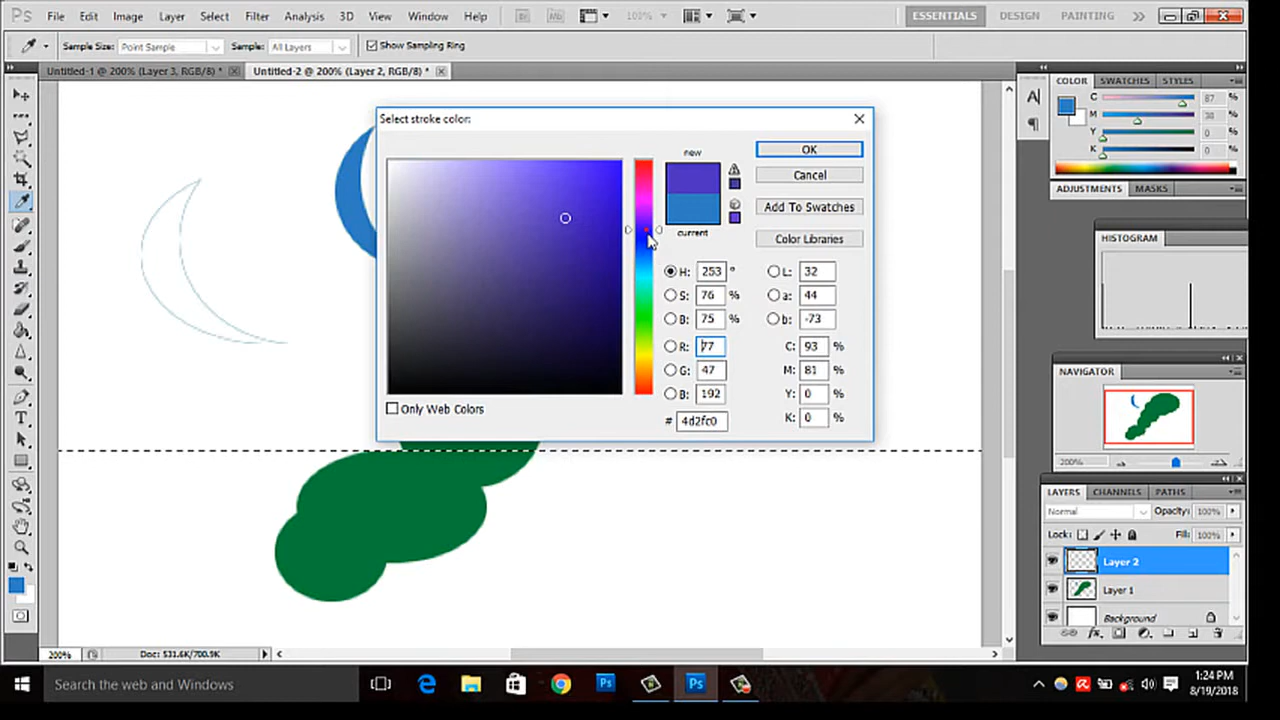 Ps File Edit Image Layer Select Filter Analysis 3D View Window Help Br Mb 100% ESSENTIALS DESIGN PAINTING
Sample Size: Point Sample Sample: All Layers Show Sampling Ring
Untitled-1 @ 200% (Layer 3, RGB/8) * Untitled-2 @ 200% (Layer 2, RGB/8) *
COLOR SWATCHES STYLES
C 87 %
M 38 %
Y 0 %
K 0 %
ADJUSTMENTS MASKS
HISTOGRAM
NAVIGATOR
200%
LAYERS CHANNELS PATHS
Normal Opacity: 100%
Lock: Fill: 100%
Layer 2
Layer 1
Background
fx
Select stroke color:
new
current
OK
Cancel
Add To Swatches
Color Libraries
H: 253 ° L: 32
S: 76 % a: 44
B: 75 % b: -73
R: 77 C: 93 %
G: 47 M: 81 %
B: 192 Y: 0 %
# 4d2fc0 K: 0 %
Only Web Colors
200% Doc: 531.6K/700.9K
Search the web and Windows
1:24 PM
8/19/2018